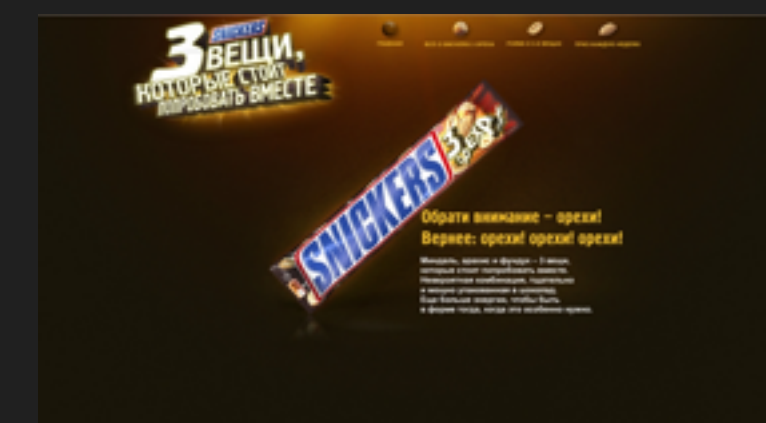 SNICKERS
3 ВЕЩИ,
КОТОРЫЕ СТОИТ
ПОПРОБОВАТЬ ВМЕСТЕ
SNICKERS
Обрати внимание – орехи!
Вернее: орехи! орехи! орехи!
Миндаль, арахис и фундук – 3 вещи,
которые стоит попробовать вместе.
Невероятная комбинация, тщательно
и мощно упакованная в шоколад.
Еще больше энергии, чтобы быть
в форме тогда, когда это особенно нужно.